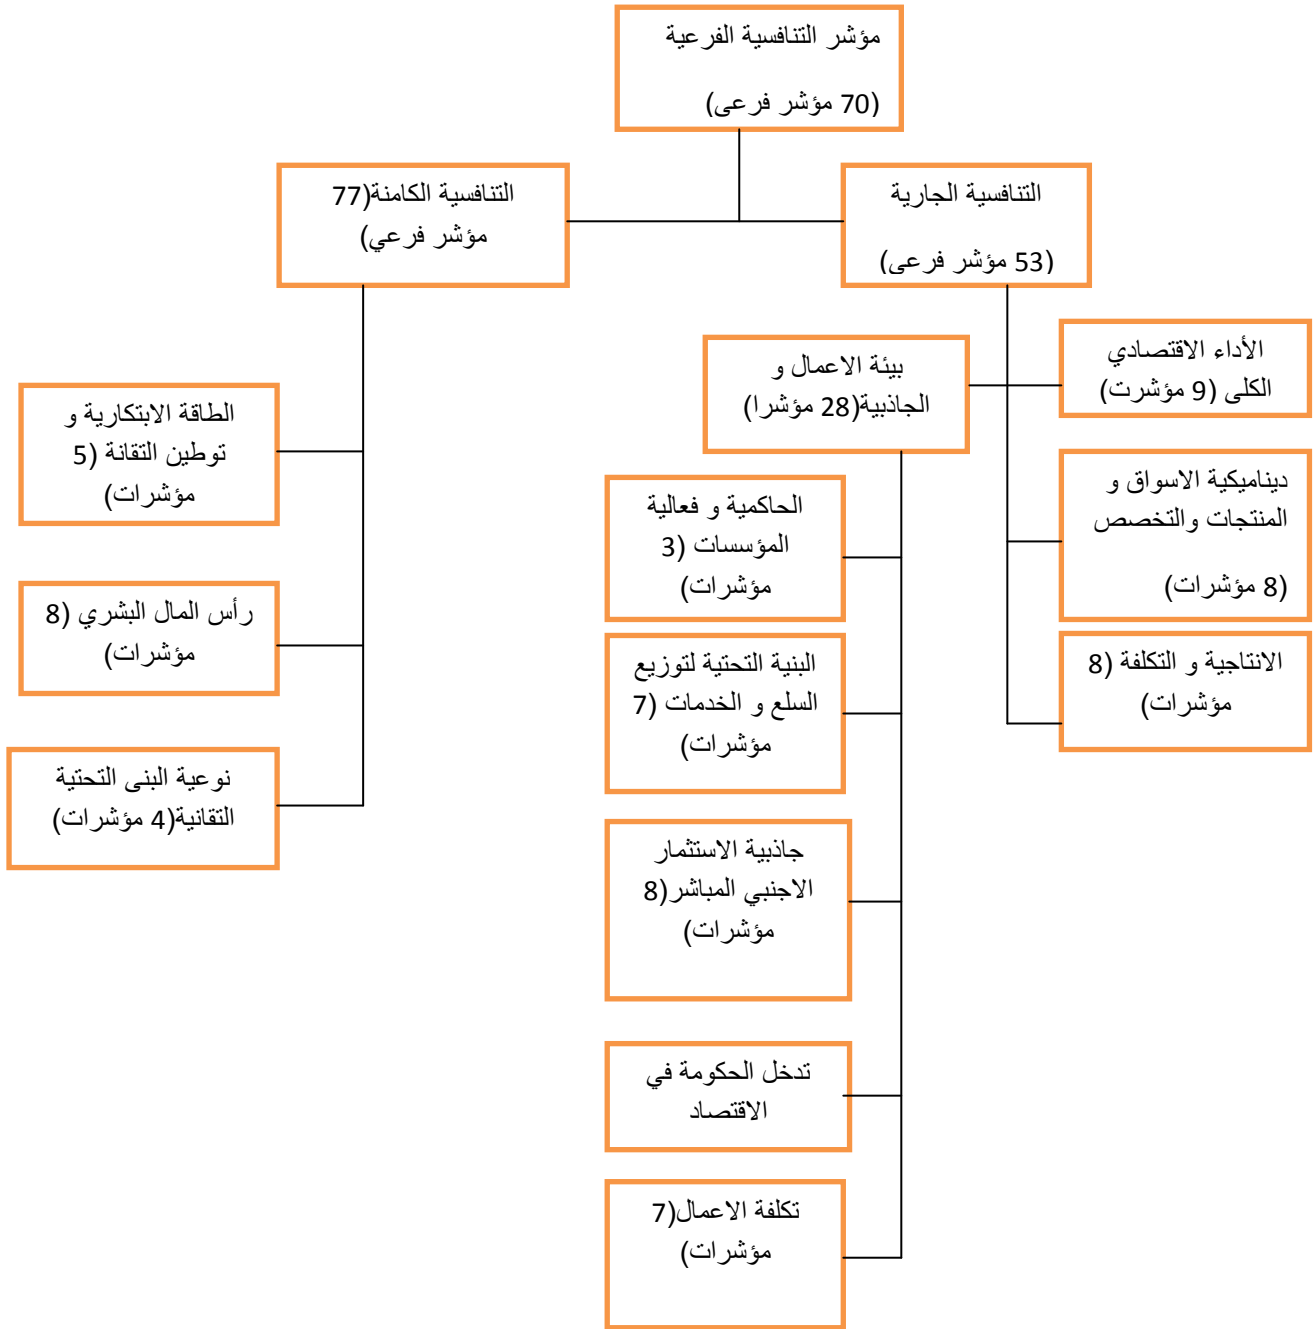 مؤشر التنافسية الفرعية
(70 مؤشر فرعى)
التنافسية الجارية
(53 مؤشر فرعى)
التنافسية الكامنة(77
مؤشر فرعي)
الأداء الاقتصادي
الكلى (9 مؤشرت)
ديناميكية الاسواق و
المنتجات والتخصص
(8 مؤشرات)
الانتاجية و التكلفة (8
مؤشرات)
بيئة الاعمال و
الجاذبية(28 مؤشرا)
الحاكمية و فعالية
المؤسسات (3
مؤشرات)
البنية التحتية لتوزيع
السلع و الخدمات (7
مؤشرات)
جاذبية الاستثمار
الاجنبي المباشر(8
مؤشرات)
تدخل الحكومة في
الاقتصاد
تكلفة الاعمال(7
مؤشرات)
الطاقة الابتكارية و
توطين التقانة (5
مؤشرات)
رأس المال البشري (8
مؤشرات)
نوعية البنى التحتية
التقانية(4 مؤشرات)